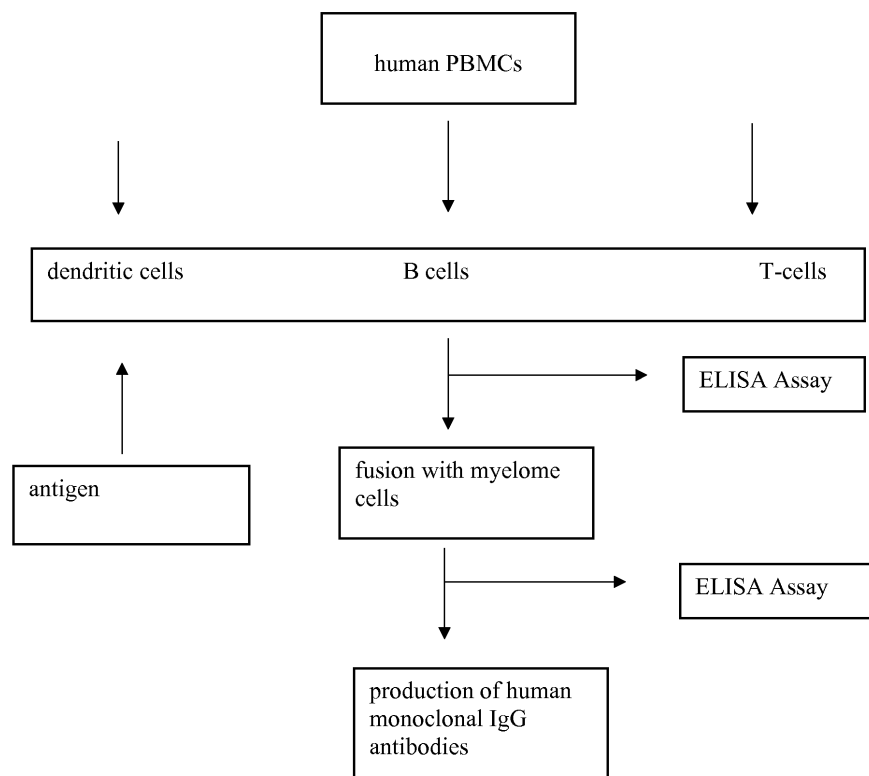 human PBMCs
dendritic cells
B cells
T-cells
ELISA Assay
antigen
fusion with myelome
cells
ELISA Assay
production of human
monoclonal IgG
antibodies